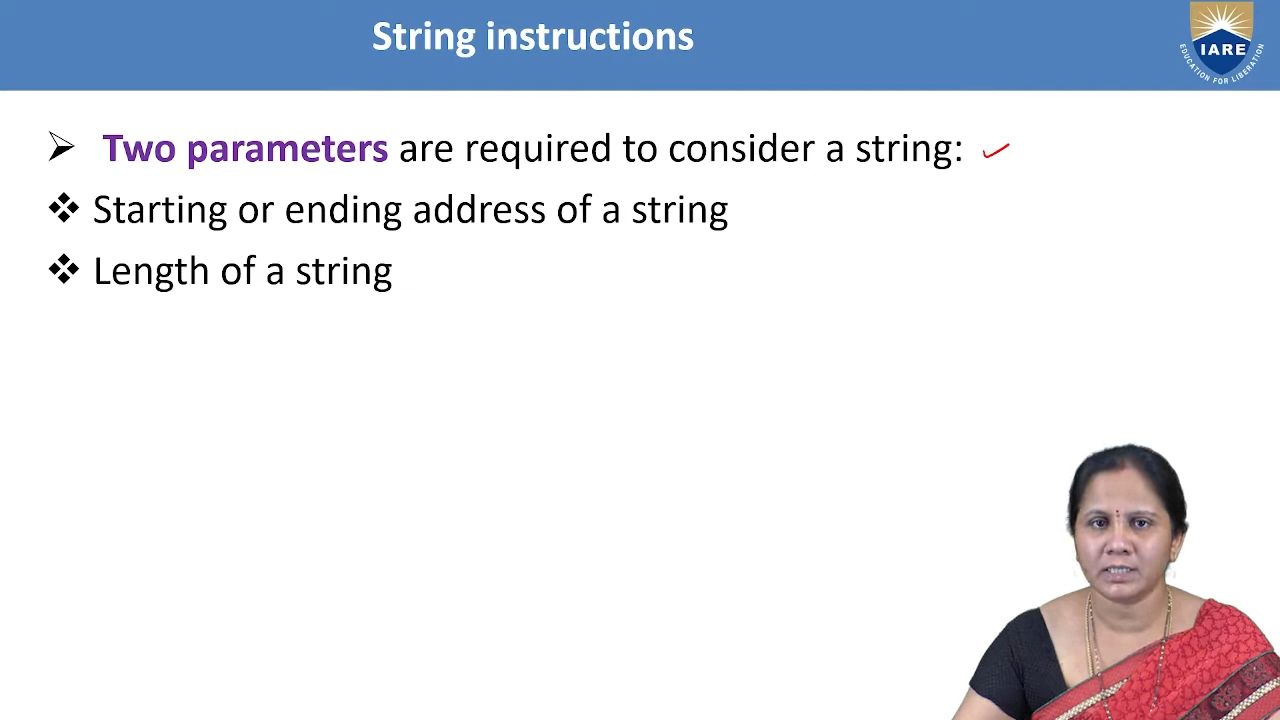 String instructions
IARE
EDUCATION FOR LIBERATION
Two parameters are required to consider a string:
Starting or ending address of a string
Length of a string